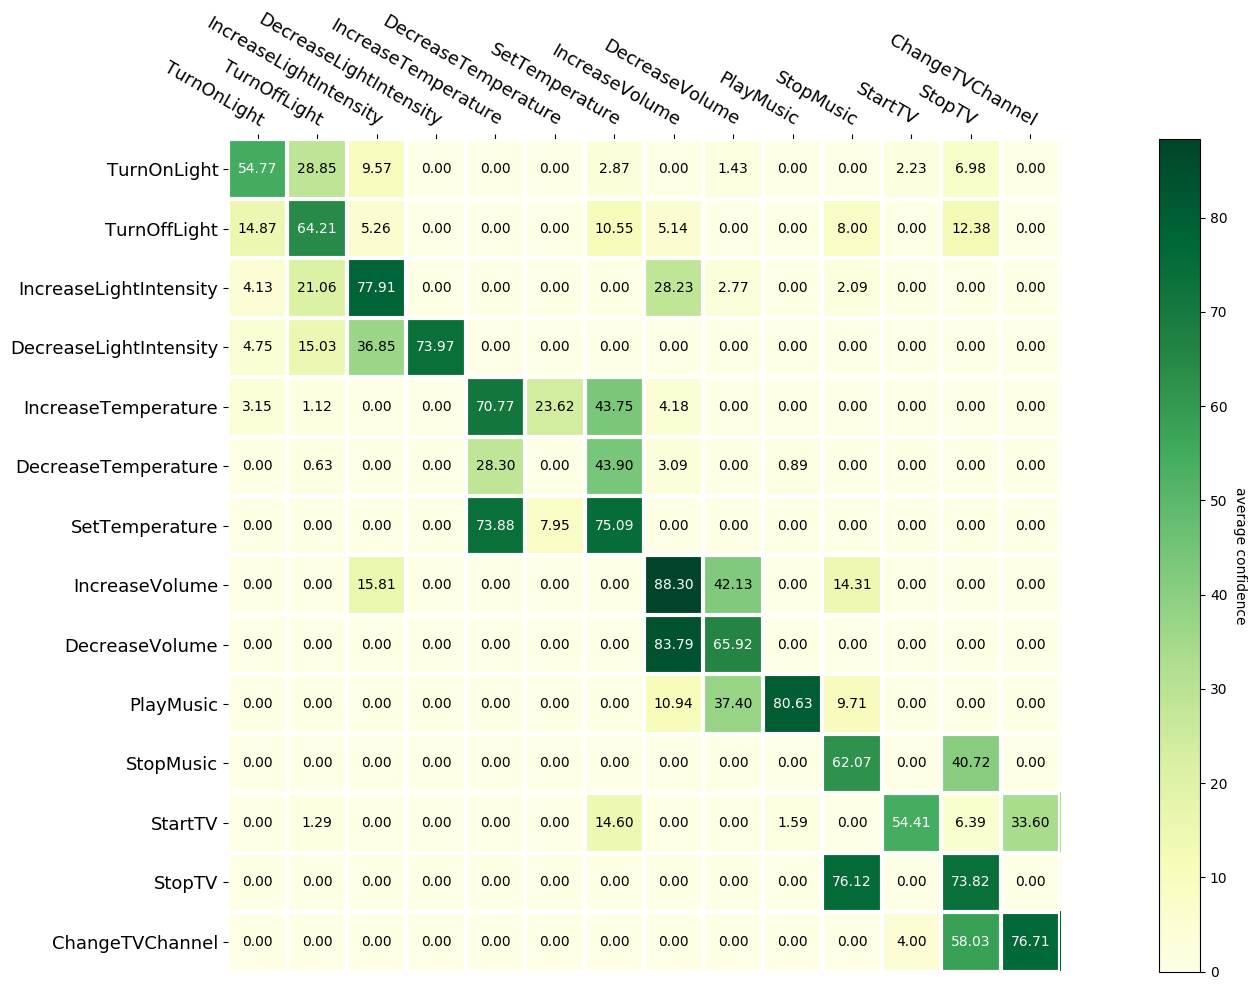 TurnOnLight
TurnOffLight
IncreaseLightIntensity
DecreaseLightIntensity
IncreaseTemperature
DecreaseTemperature
SetTemperature
IncreaseVolume
DecreaseVolume
PlayMusic
StopMusic
StartTV
StopTV
ChangeTVChannel
TurnOnLight 54.77 28.85 9.57 0.00 0.00 0.00 2.87 0.00 1.43 0.00 0.00 2.23 6.98 0.00
TurnOffLight 14.87 64.21 5.26 0.00 0.00 0.00 10.55 5.14 0.00 0.00 8.00 0.00 12.38 0.00
IncreaseLightIntensity 4.13 21.06 77.91 0.00 0.00 0.00 0.00 28.23 2.77 0.00 2.09 0.00 0.00 0.00
DecreaseLightIntensity 4.75 15.03 36.85 73.97 0.00 0.00 0.00 0.00 0.00 0.00 0.00 0.00 0.00 0.00
IncreaseTemperature 3.15 1.12 0.00 0.00 70.77 23.62 43.75 4.18 0.00 0.00 0.00 0.00 0.00 0.00
DecreaseTemperature 0.00 0.63 0.00 0.00 28.30 0.00 43.90 3.09 0.00 0.89 0.00 0.00 0.00 0.00
SetTemperature 0.00 0.00 0.00 0.00 73.88 7.95 75.09 0.00 0.00 0.00 0.00 0.00 0.00 0.00
IncreaseVolume 0.00 0.00 15.81 0.00 0.00 0.00 0.00 88.30 42.13 0.00 14.31 0.00 0.00 0.00
DecreaseVolume 0.00 0.00 0.00 0.00 0.00 0.00 0.00 83.79 65.92 0.00 0.00 0.00 0.00 0.00
PlayMusic 0.00 0.00 0.00 0.00 0.00 0.00 0.00 10.94 37.40 80.63 9.71 0.00 0.00 0.00
StopMusic 0.00 0.00 0.00 0.00 0.00 0.00 0.00 0.00 0.00 0.00 62.07 0.00 40.72 0.00
StartTV 0.00 1.29 0.00 0.00 0.00 0.00 14.60 0.00 0.00 1.59 0.00 54.41 6.39 33.60
StopTV 0.00 0.00 0.00 0.00 0.00 0.00 0.00 0.00 0.00 0.00 76.12 0.00 73.82 0.00
ChangeTVChannel 0.00 0.00 0.00 0.00 0.00 0.00 0.00 0.00 0.00 0.00 0.00 4.00 58.03 76.71
80
70
60
50
40
30
20
10
0
average confidence